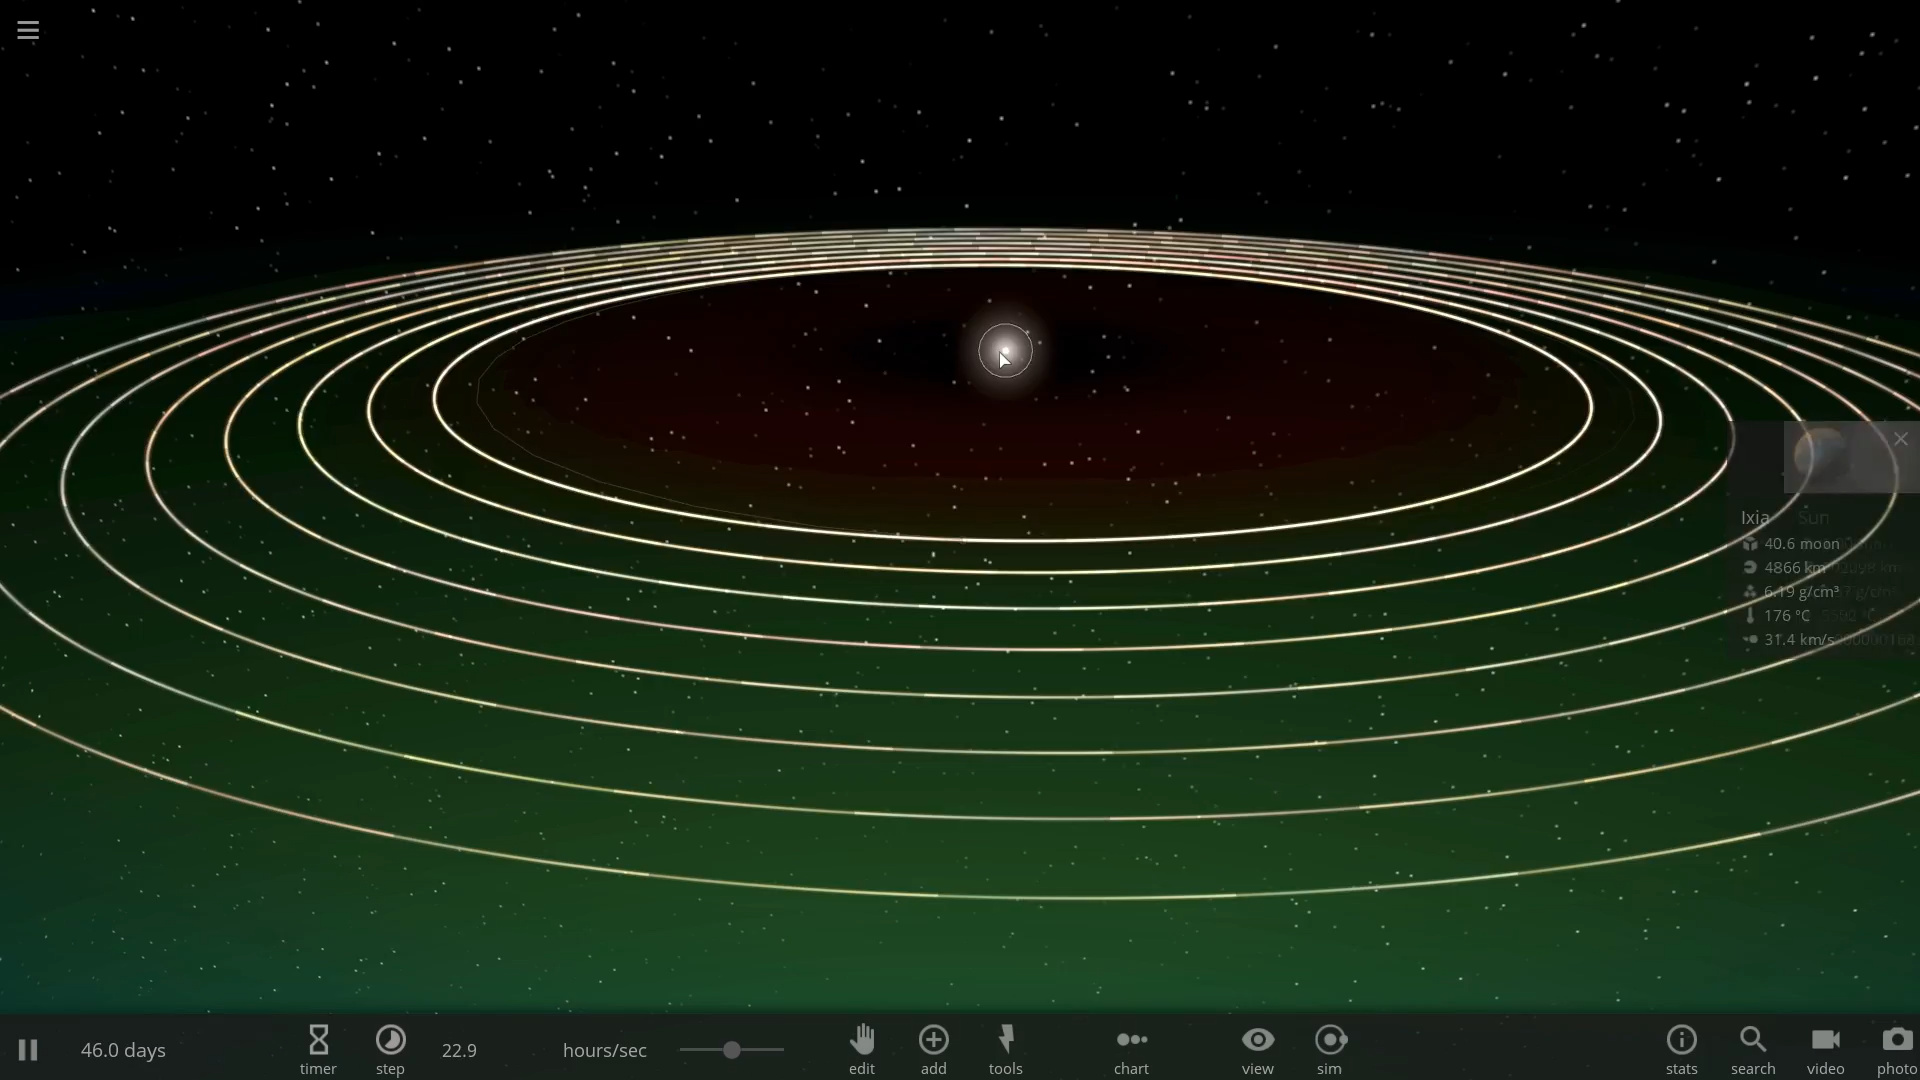 Ixia Sun
40.6 moon
4866 km
6.19 g/cm³
176 °C
31.4 km/s
46.0 days
timer
step
22.9
hours/sec
edit
add
tools
chart
view
sim
stats
search
video
photo